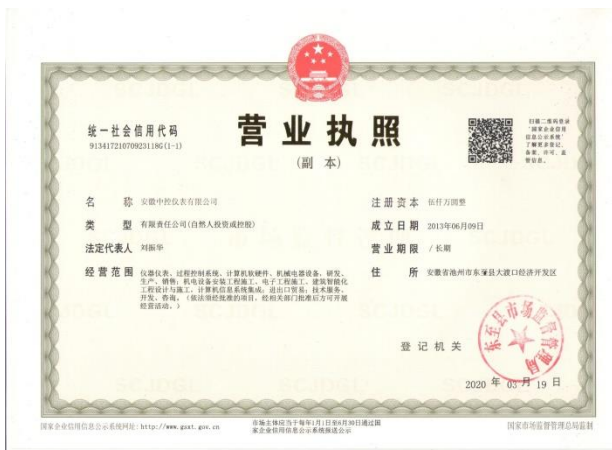 统一社会信用代码
91341721070923118G(1-1)
营业执照
(副 本)
扫描二维码登录
“国家企业信用
信息公示系统”
了解更多登记、
备案、许可、监
管信息。
名 称 安徽中控仪表有限公司
类 型 有限责任公司(自然人投资或控股)
法定代表人 刘振华
经营范围 仪器仪表、过程控制系统、计算机软硬件、机械电器设备、研发、
生产、销售；机电设备安装工程施工、电子工程施工、建筑智能化
工程设计与施工、计算机信息系统集成；进出口贸易；技术服务、
开发、咨询。（依法须经批准的项目，经相关部门批准后方可开展
经营活动。）
注册资本 伍仟万圆整
成立日期 2013年06月09日
营业期限 / 长期
住 所 安徽省池州市东至县大渡口经济开发区
登记机关
东至县市场监督管理局
2020 年 03 月 19 日
国家企业信用信息公示系统网址：http://www.gsxt.gov.cn
市场主体应当于每年1月1日至6月30日通过国
家企业信用信息公示系统报送公示
国家市场监督管理总局监制